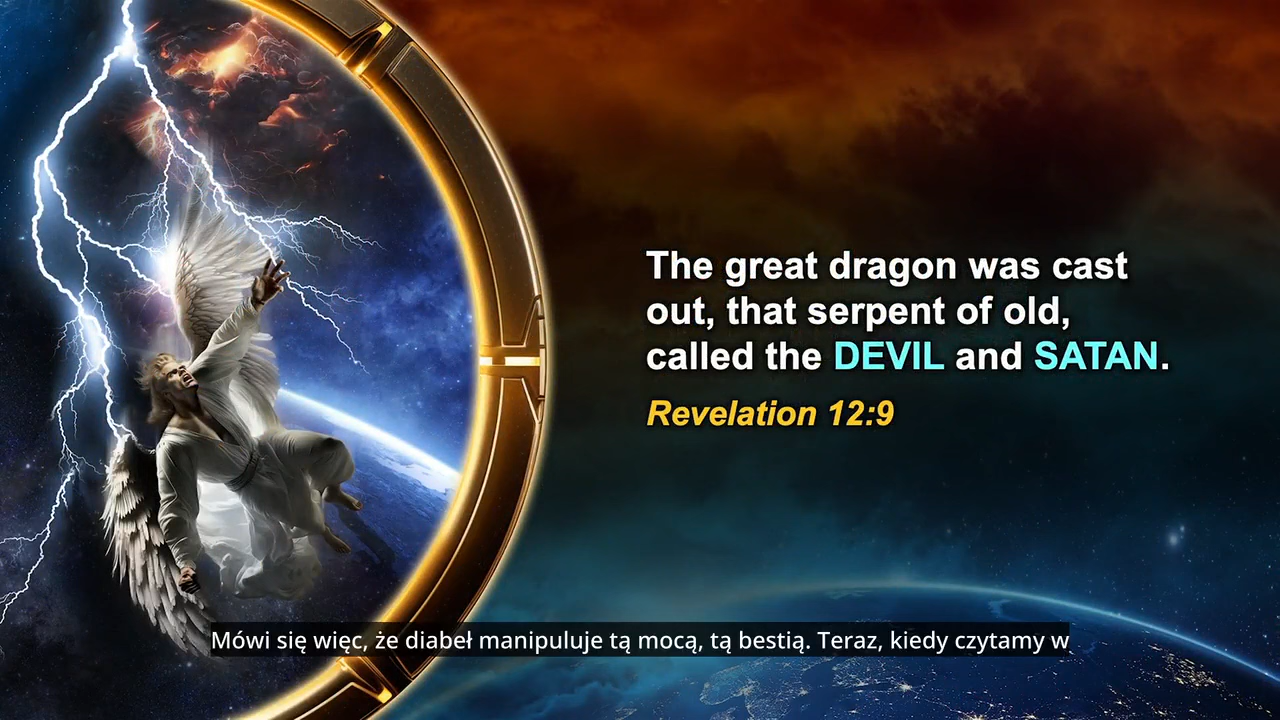 The great dragon was cast
out, that serpent of old,
called the DEVIL and SATAN.
Revelation 12:9
Mówi się więc, że diabeł manipuluje tą mocą, tą bestią. Teraz, kiedy czytamy w